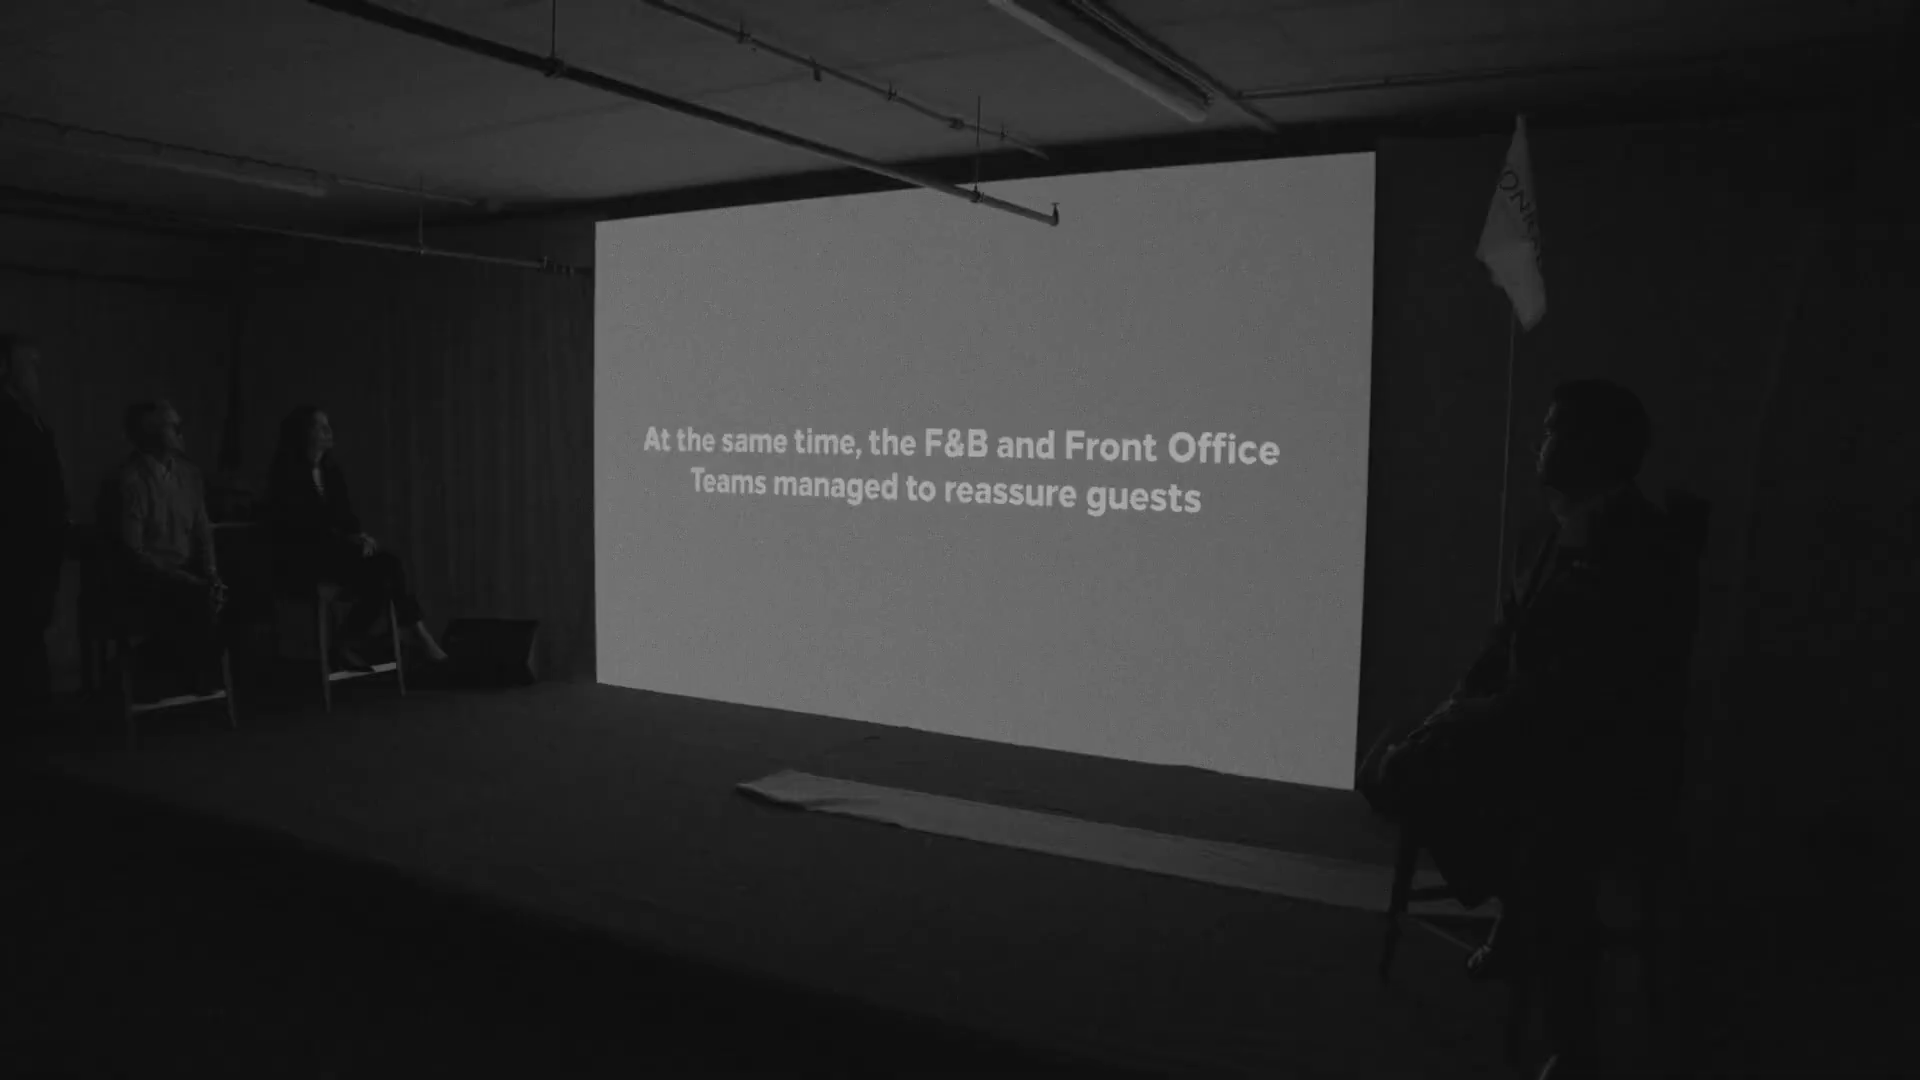 At the same time, the F&B and Front Office
Teams managed to reassure guests